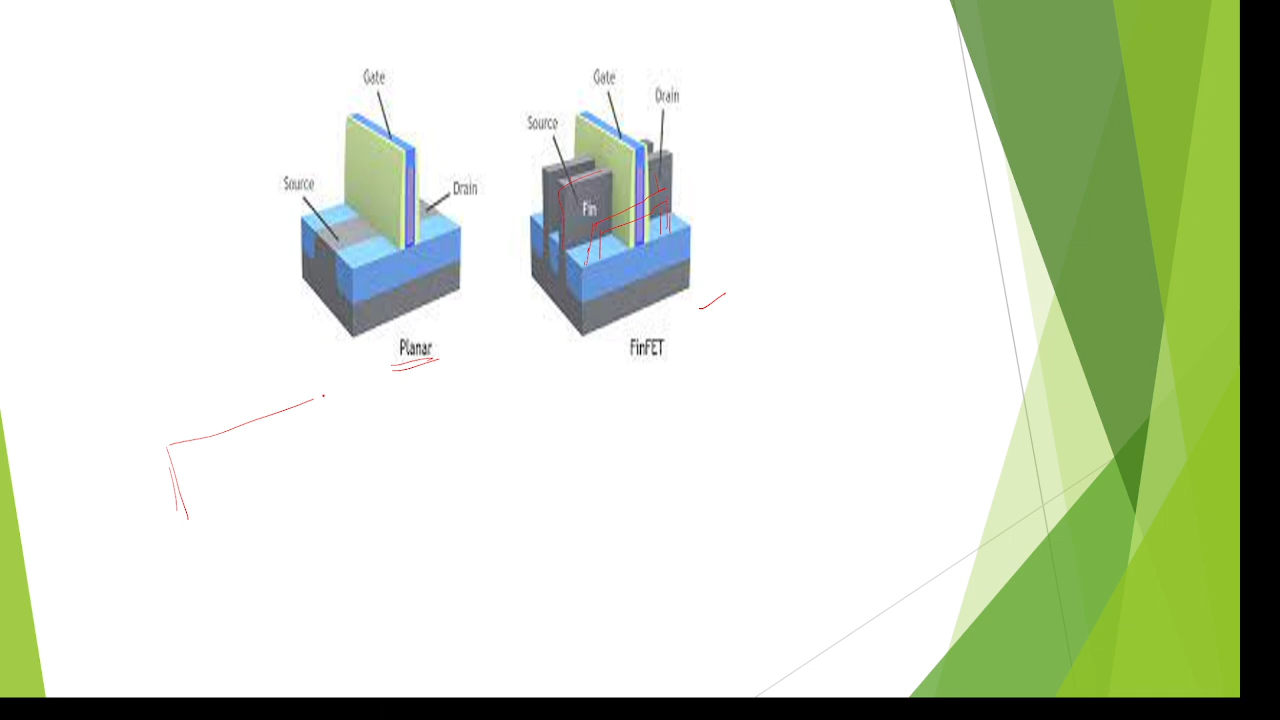 Gate
Source
Drain
Planar
Gate
Drain
Source
Fin
FinFET